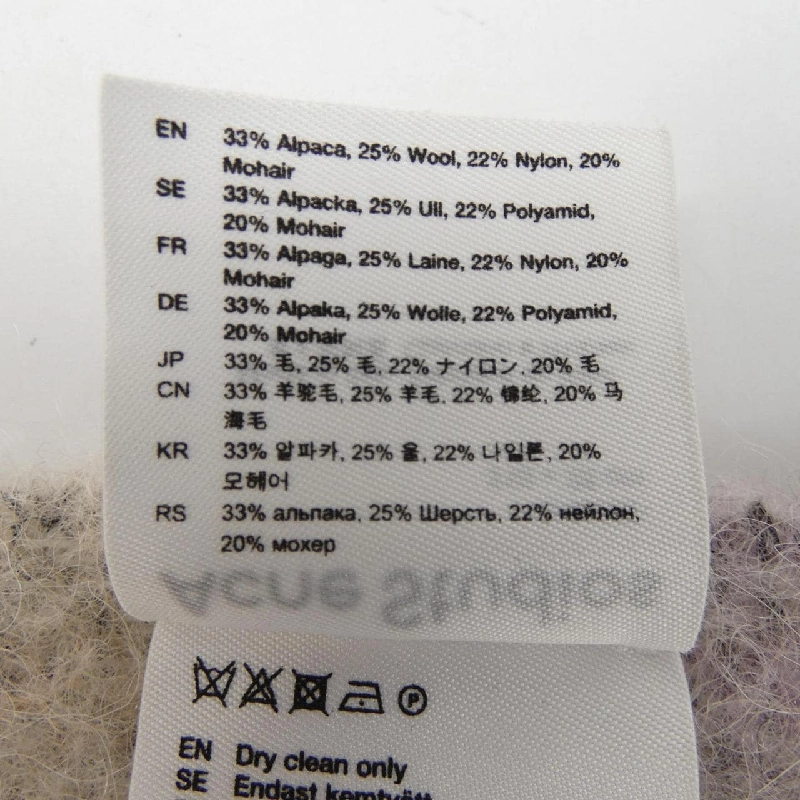 EN 33% Alpaca, 25% Wool, 22% Nylon, 20%
Mohair
SE 33% Alpacka, 25% Ull, 22% Polyamid,
20% Mohair
FR 33% Alpaga, 25% Laine, 22% Nylon, 20%
Mohair
DE 33% Alpaka, 25% Wolle, 22% Polyamid,
20% Mohair
JP 33% 毛, 25% 毛, 22% ナイロン, 20% 毛
CN 33% 羊驼毛, 25% 羊毛, 22% 锦纶, 20% 马
海毛
KR 33% 알파카, 25% 울, 22% 나일론, 20%
모헤어
RS 33% альпака, 25% Шерсть, 22% нейлон,
20% мохер
Acne Studios
P
EN Dry clean only
SE Endast kemtvätt